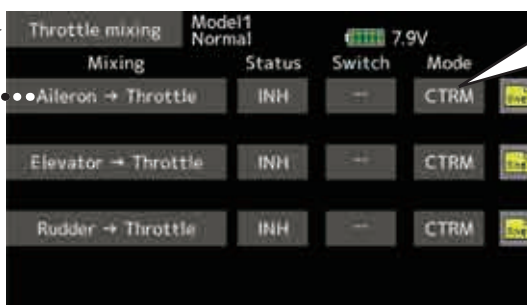 Throttle mixing Model1 7.9V
Normal
Mixing Status Switch Mode
Aileron → Throttle INH -- CTRM
Elevator → Throttle INH -- CTRM
Rudder → Throttle INH -- CTRM